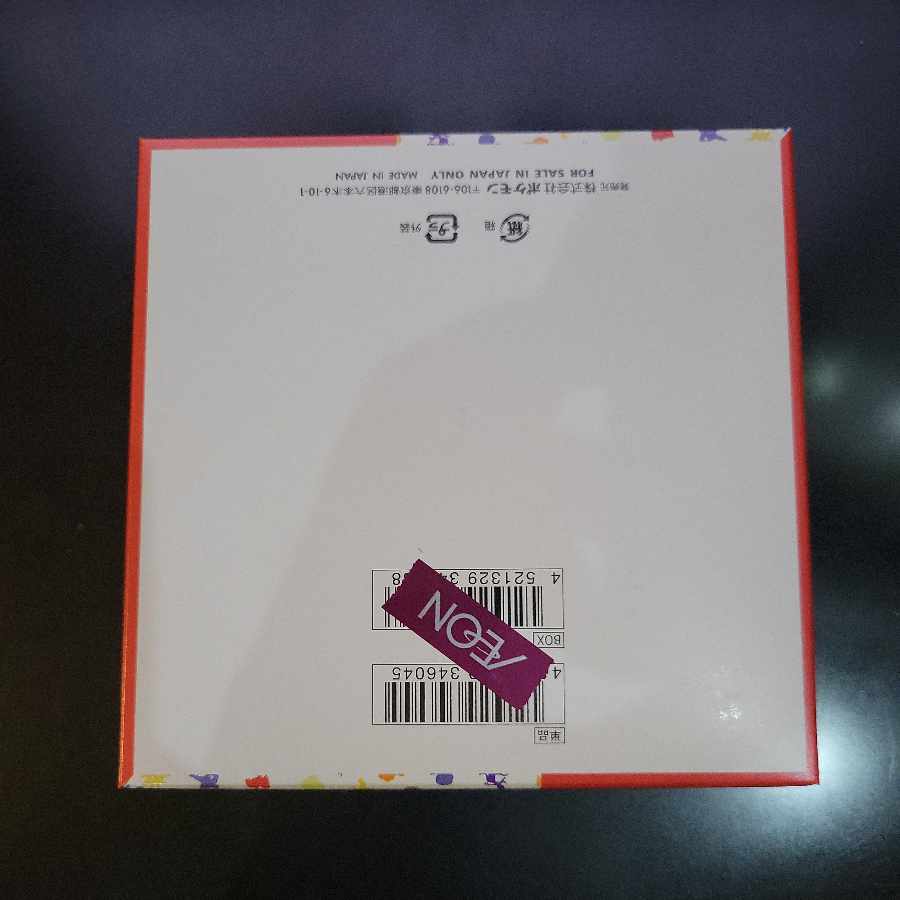 単品
4 346045
BOX
4 521329 34 8
ÆON
紙 箱 プラ 外装
発売元 株式会社ポケモン 〒106-6108 東京都港区六本木6-10-1
FOR SALE IN JAPAN ONLY MADE IN JAPAN